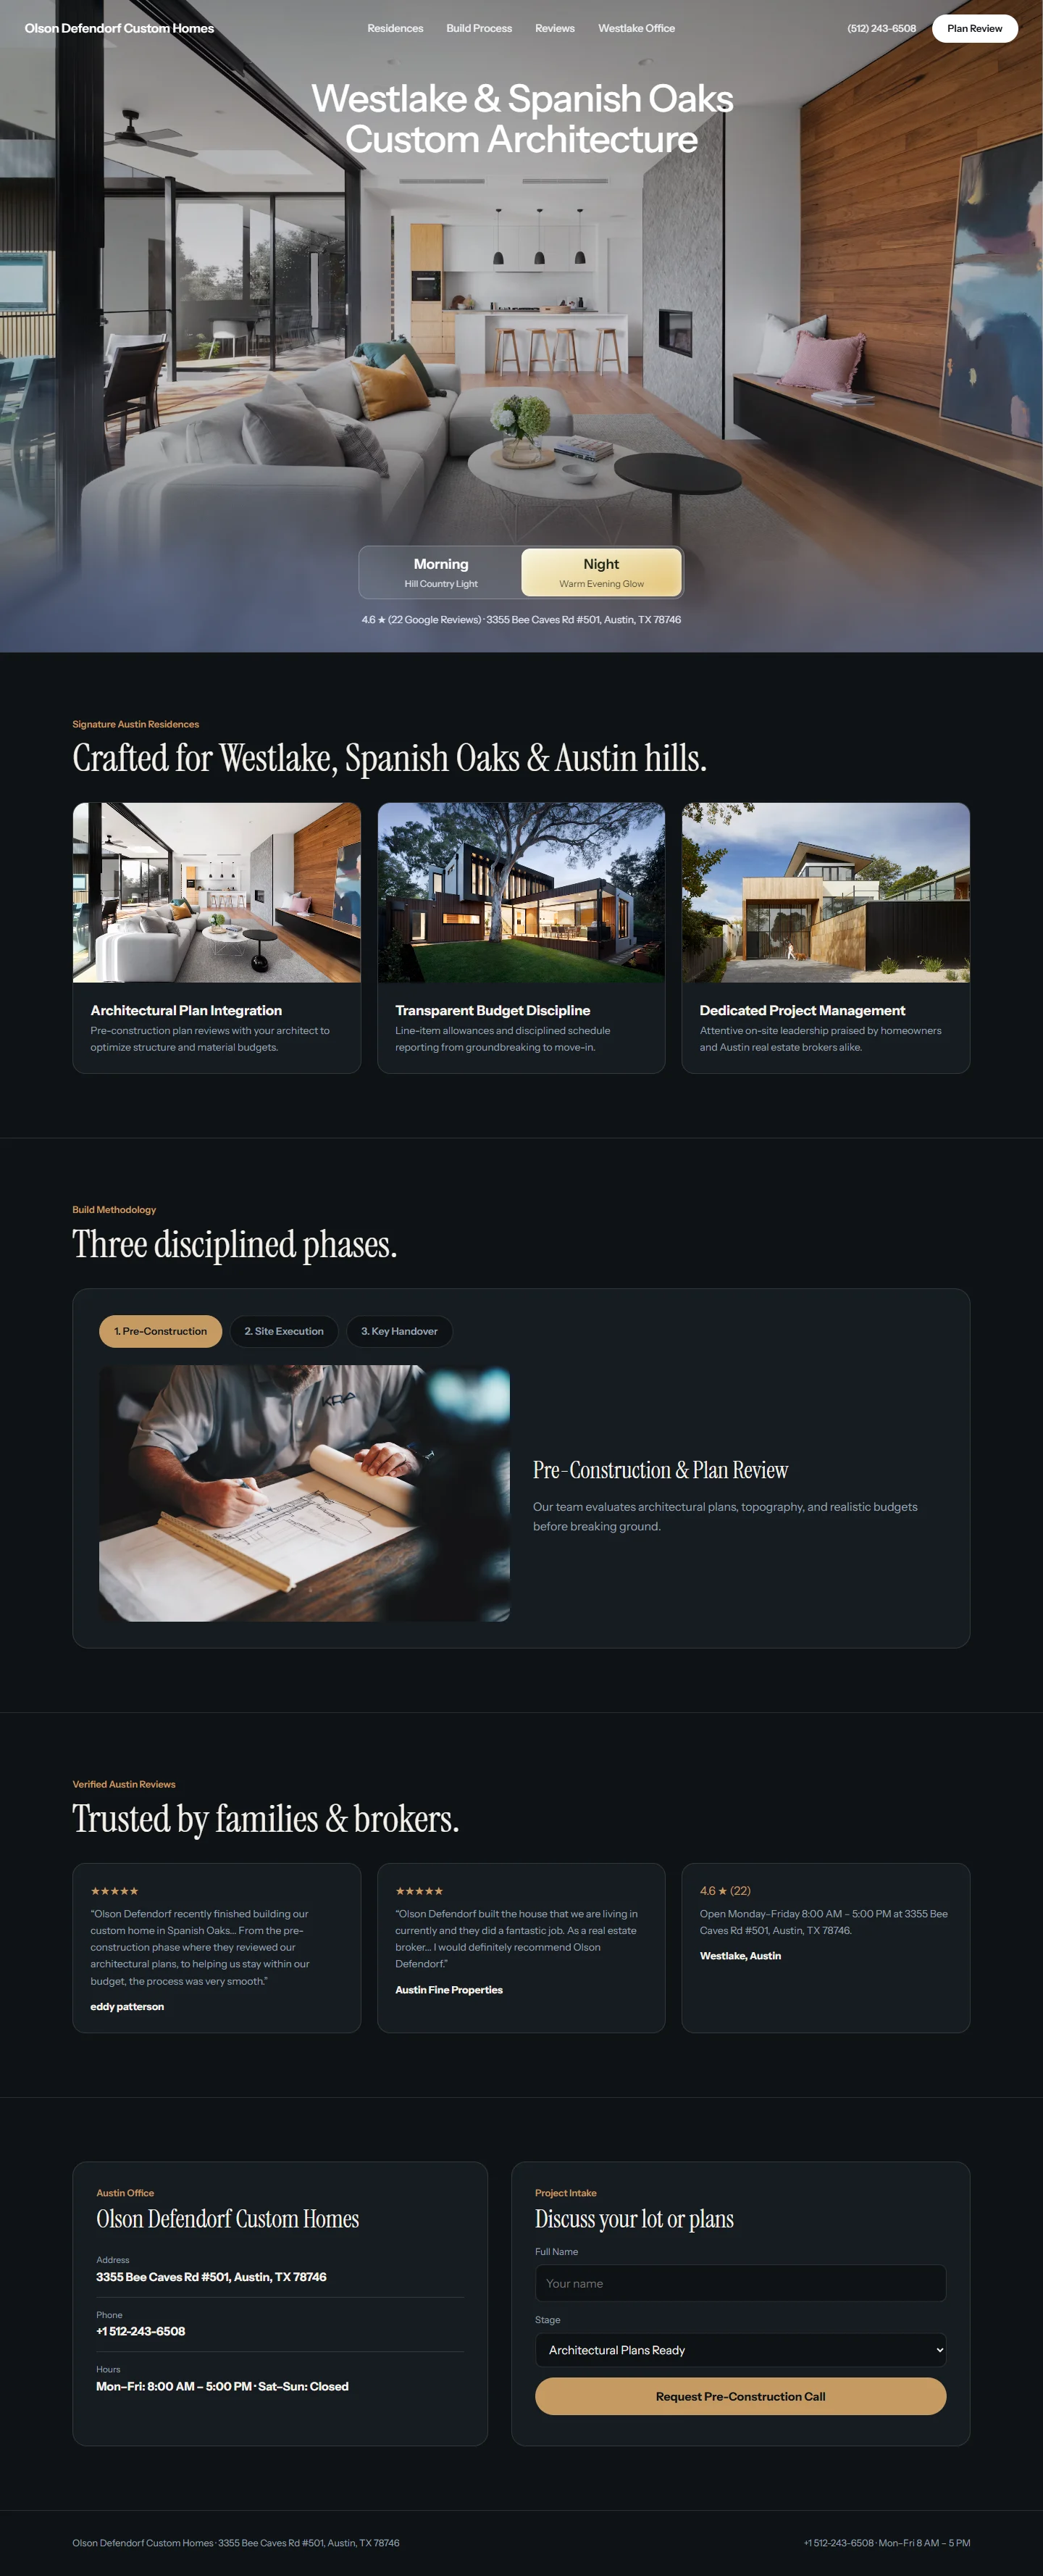 Olson Defendorf Custom Homes
Residences
Build Process
Reviews
Westlake Office
(512) 243-6508
Plan Review
Westlake & Spanish Oaks
Custom Architecture
Morning
Hill Country Light
Night
Warm Evening Glow
4.6 ★ (22 Google Reviews) · 3355 Bee Caves Rd #501, Austin, TX 78746
Signature Austin Residences
Crafted for Westlake, Spanish Oaks & Austin hills.
Architectural Plan Integration
Pre-construction plan reviews with your architect to
optimize structure and material budgets.
Transparent Budget Discipline
Line-item allowances and disciplined schedule
reporting from groundbreaking to move-in.
Dedicated Project Management
Attentive on-site leadership praised by homeowners
and Austin real estate brokers alike.
Build Methodology
Three disciplined phases.
1. Pre-Construction
2. Site Execution
3. Key Handover
KRA
Pre-Construction & Plan Review
Our team evaluates architectural plans, topography, and realistic budgets
before breaking ground.
Verified Austin Reviews
Trusted by families & brokers.
★★★★★
“Olson Defendorf recently finished building our
custom home in Spanish Oaks... From the pre-
construction phase where they reviewed our
architectural plans, to helping us stay within our
budget, the process was very smooth.”
eddy patterson
★★★★★
“Olson Defendorf built the house that we are living in
currently and they did a fantastic job. As a real estate
broker... I would definitely recommend Olson
Defendorf.”
Austin Fine Properties
4.6 ★ (22)
Open Monday–Friday 8:00 AM – 5:00 PM at 3355 Bee
Caves Rd #501, Austin, TX 78746.
Westlake, Austin
Austin Office
Olson Defendorf Custom Homes
Address
3355 Bee Caves Rd #501, Austin, TX 78746
Phone
+1 512-243-6508
Hours
Mon–Fri: 8:00 AM – 5:00 PM · Sat–Sun: Closed
Project Intake
Discuss your lot or plans
Full Name
Your name
Stage
Architectural Plans Ready
Request Pre-Construction Call
Olson Defendorf Custom Homes · 3355 Bee Caves Rd #501, Austin, TX 78746
+1 512-243-6508 · Mon–Fri 8 AM – 5 PM